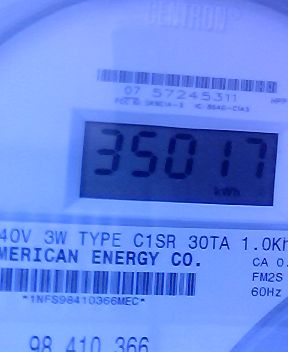 CENTRON
07 57245311
35017
kWh
40V 3W TYPE C1SR 30TA 1.0Kh
MERICAN ENERGY CO.
CA 0.
FM2S
60Hz
*1NFS98410366MEC*
98 410 366